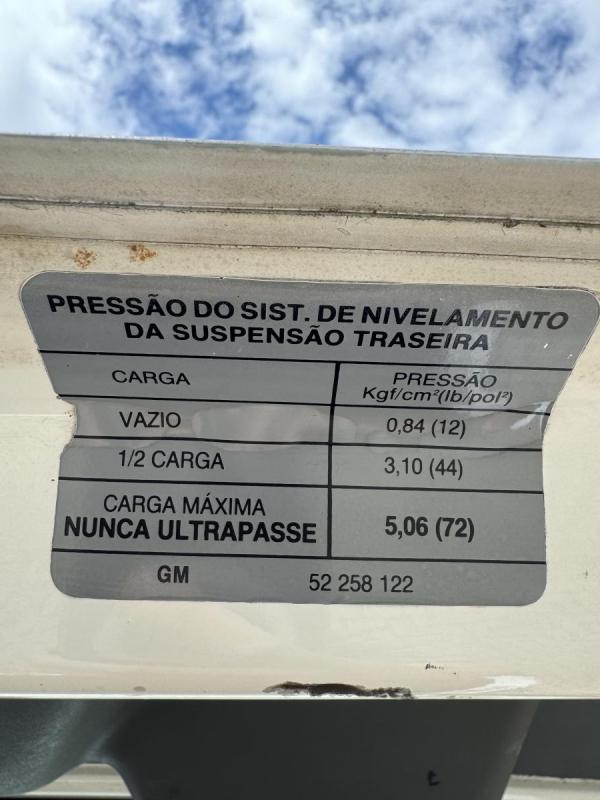 PRESSÃO DO SIST. DE NIVELAMENTO
DA SUSPENSÃO TRASEIRA
CARGA
PRESSÃO
Kgf/cm²(lb/pol²)
VAZIO
0,84 (12)
1/2 CARGA
3,10 (44)
CARGA MÁXIMA
NUNCA ULTRAPASSE
5,06 (72)
GM
52 258 122